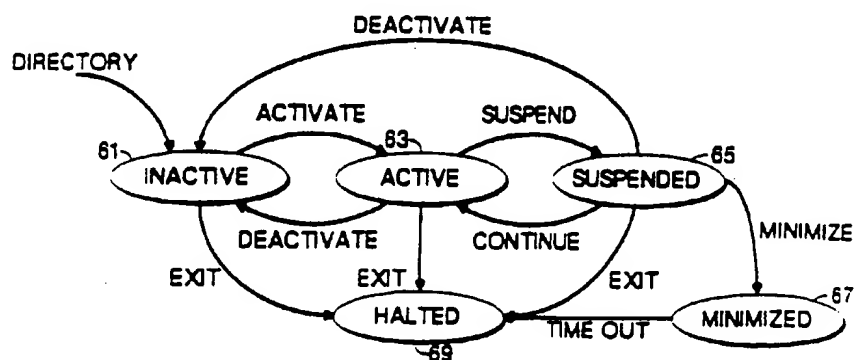 DEACTIVATE
DIRECTORY
ACTIVATE
SUSPEND
61
63
65
INACTIVE
ACTIVE
SUSPENDED
DEACTIVATE
CONTINUE
MINIMIZE
EXIT
EXIT
EXIT
67
HALTED
TIME OUT
MINIMIZED
69